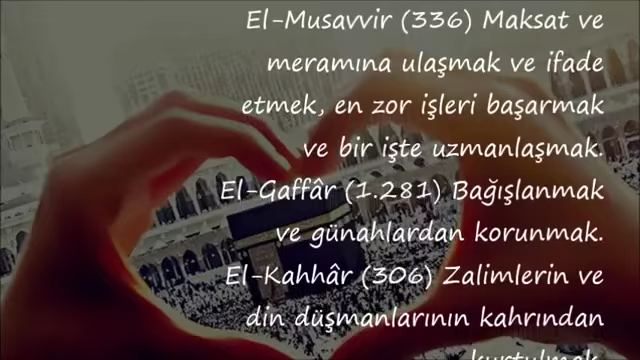 El-Musavvir (336) Maksat ve
meramına ulaşmak ve ifade
etmek, en zor işleri başarmak
ve bir işte uzmanlaşmak.
El-Gaffâr (1.281) Bağışlanmak
ve günahlardan korunmak.
El-Kahhâr (306) Zalimlerin ve
din düşmanlarının kahrından
kurtulmak.